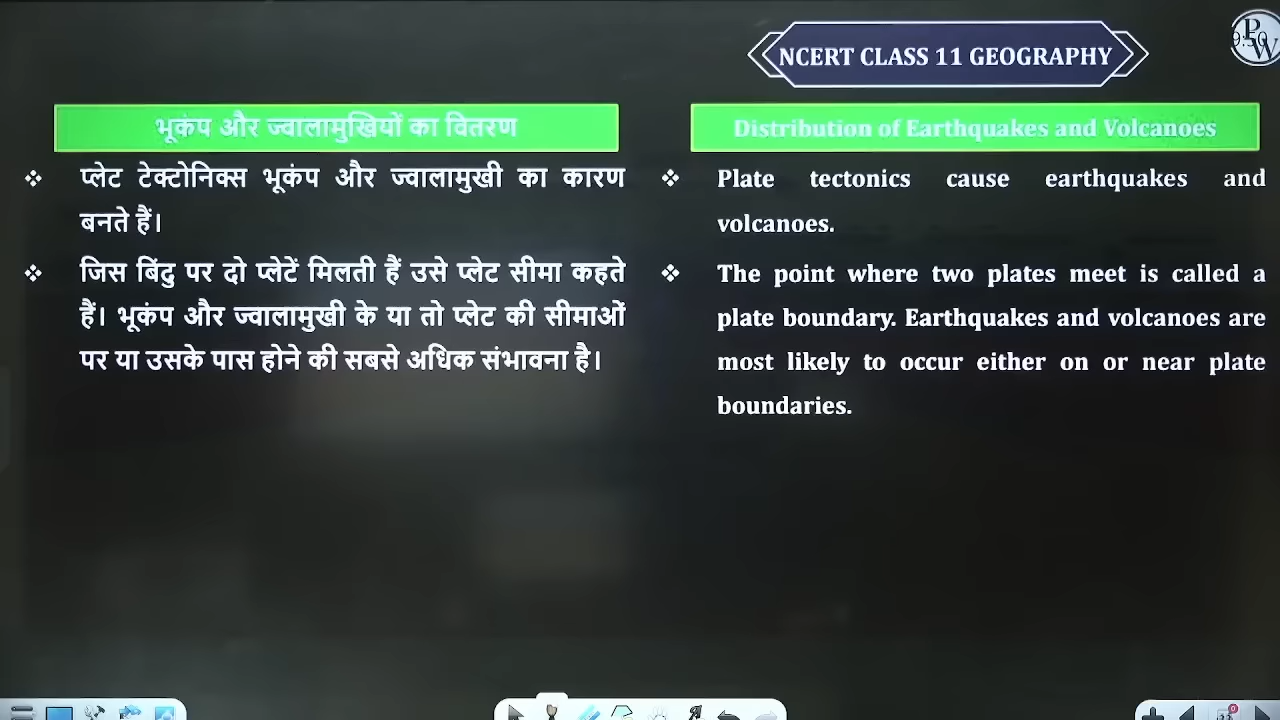 NCERT CLASS 11 GEOGRAPHY
PW
भूकंप और ज्वालामुखियों का वितरण
प्लेट टेक्टोनिक्स भूकंप और ज्वालामुखी का कारण
बनते हैं।
जिस बिंदु पर दो प्लेटें मिलती हैं उसे प्लेट सीमा कहते
हैं। भूकंप और ज्वालामुखी के या तो प्लेट की सीमाओं
पर या उसके पास होने की सबसे अधिक संभावना है।
Distribution of Earthquakes and Volcanoes
Plate tectonics cause earthquakes and
volcanoes.
The point where two plates meet is called a
plate boundary. Earthquakes and volcanoes are
most likely to occur either on or near plate
boundaries.